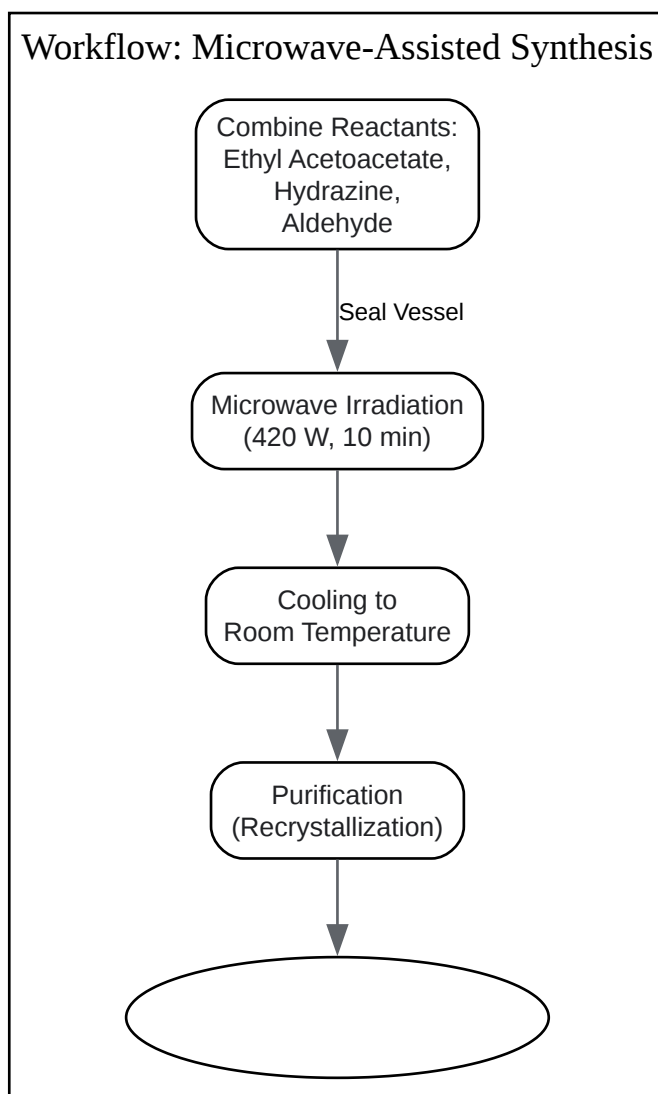 Workflow: Microwave-Assisted Synthesis
Combine Reactants:
Ethyl Acetoacetate,
Hydrazine,
Aldehyde
Seal Vessel
Microwave Irradiation
(420 W, 10 min)
Cooling to
Room Temperature
Purification
(Recrystallization)